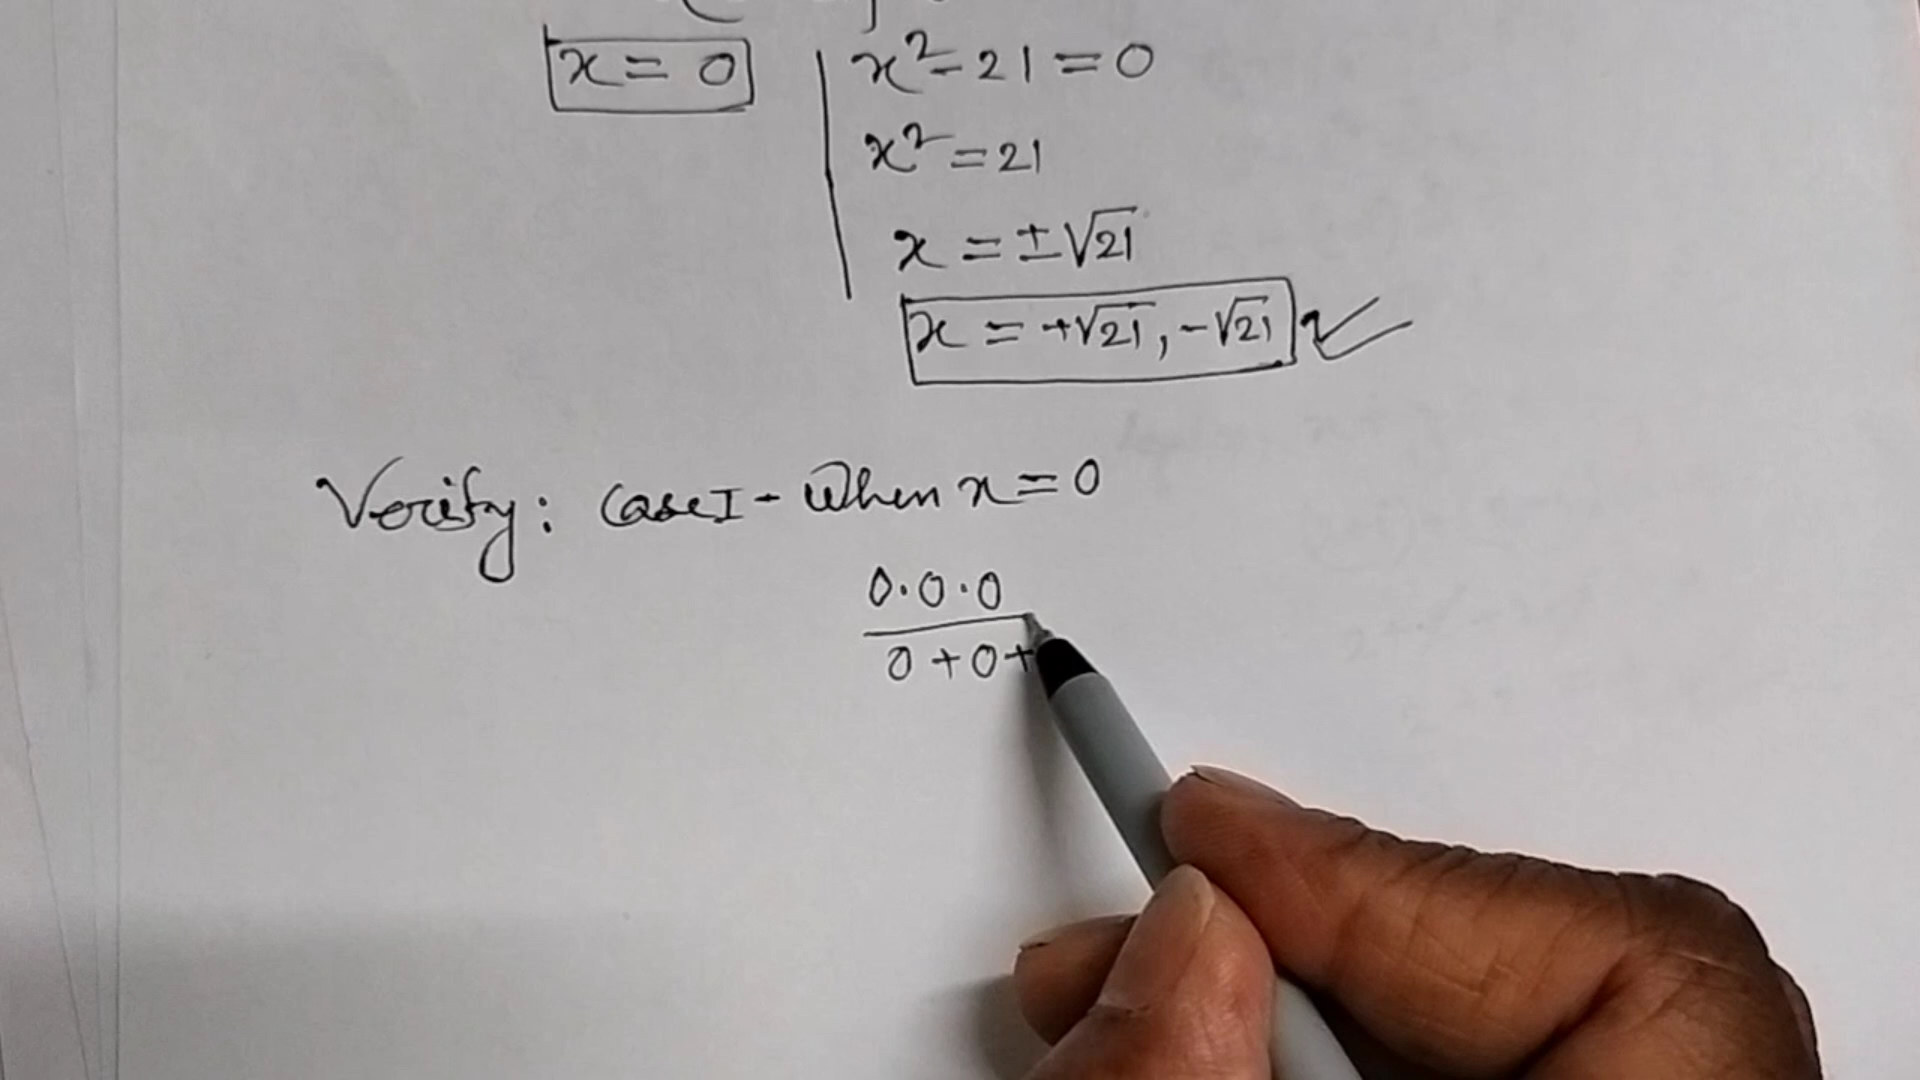 x = 0
x² - 21 = 0
x² = 21
x = ±√21
x = +√21, -√21
Verify: Case I - When x = 0
0·0·0
0 + 0 +